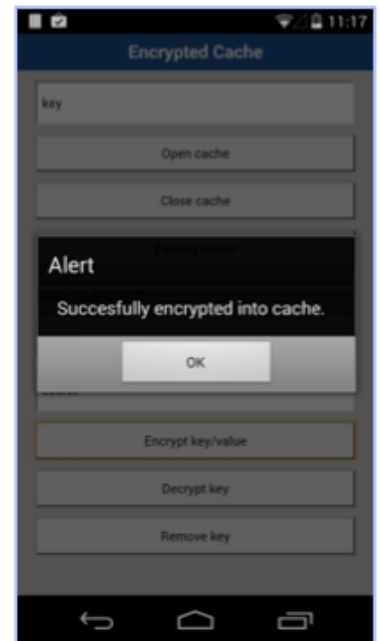 11:17
Encrypted Cache
key
Open cache
Close cache
Alert
Succesfully encrypted into cache.
OK
Encrypt key/value
Decrypt key
Remove key